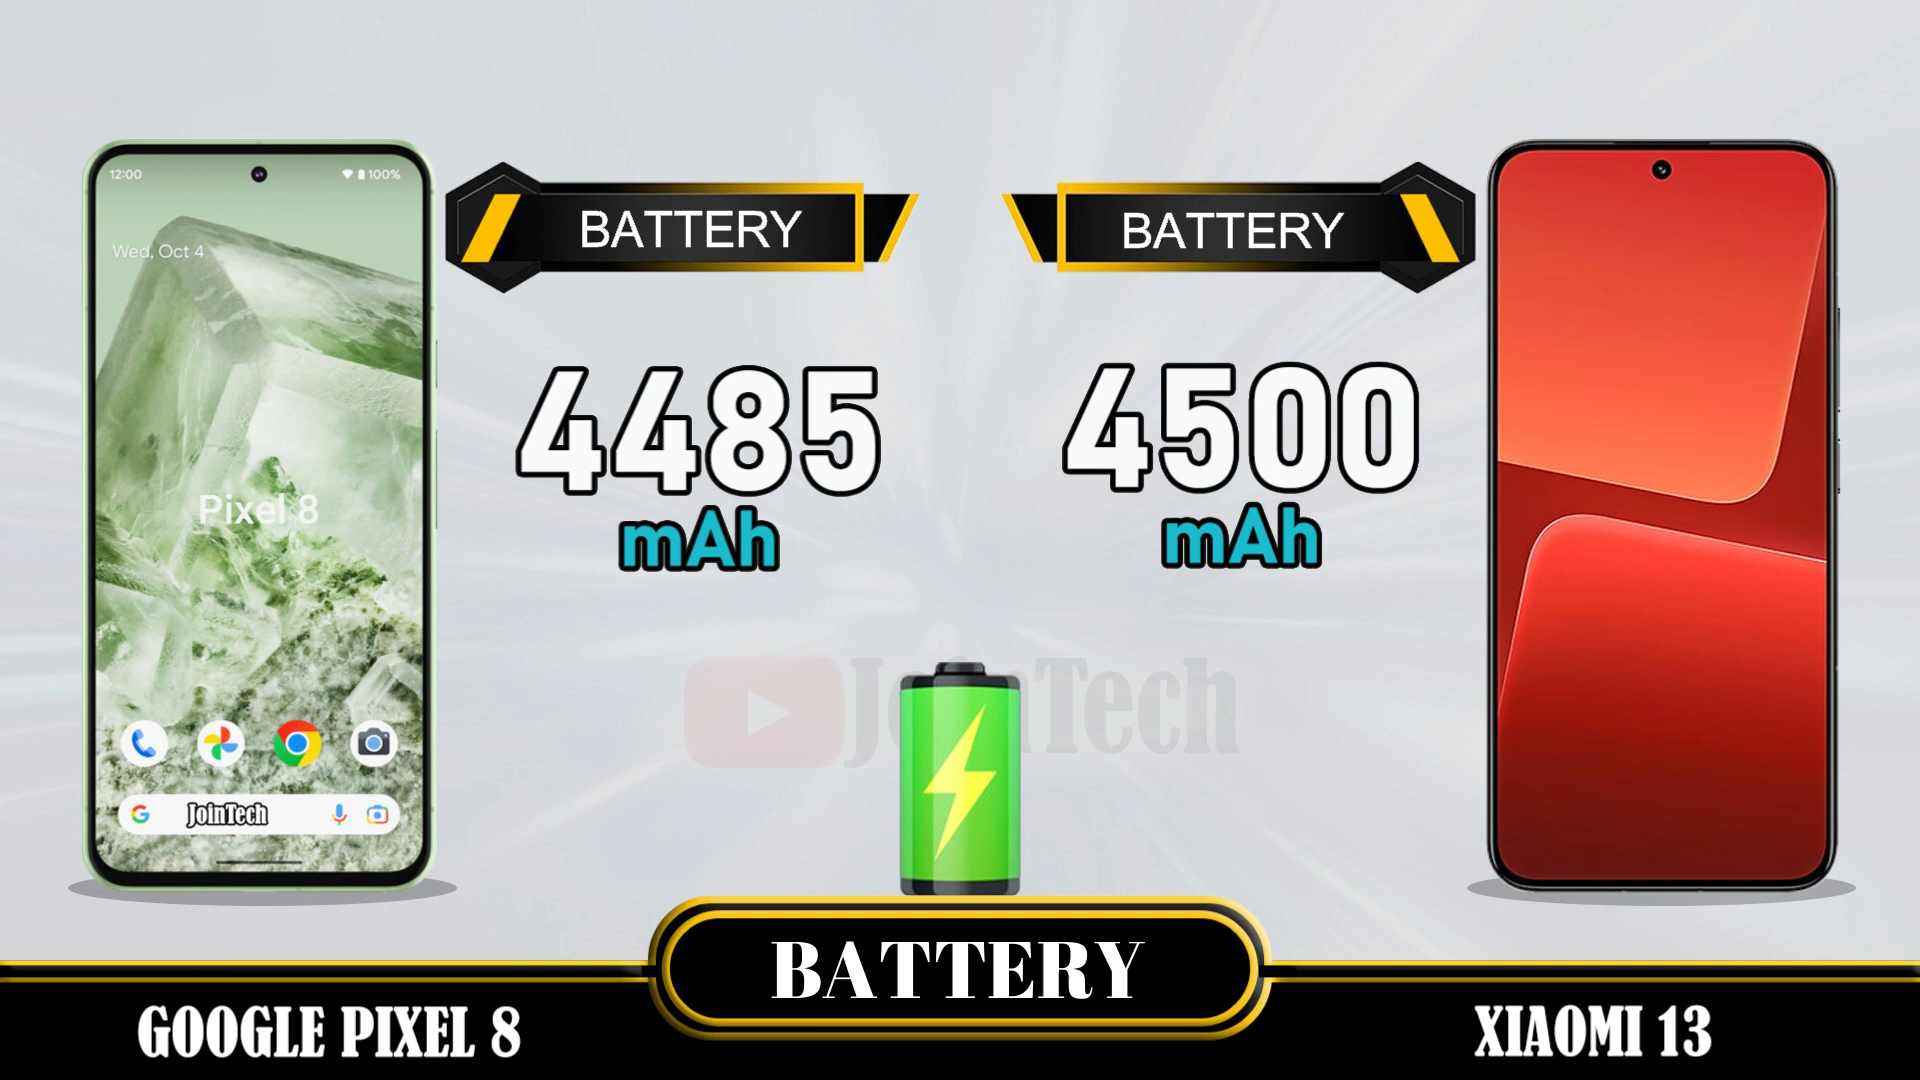 12:00
100%
Wed, Oct 4
Pixel 8
JoinTech
BATTERY
4485
mAh
BATTERY
4500
mAh
JoinTech
BATTERY
GOOGLE PIXEL 8
XIAOMI 13